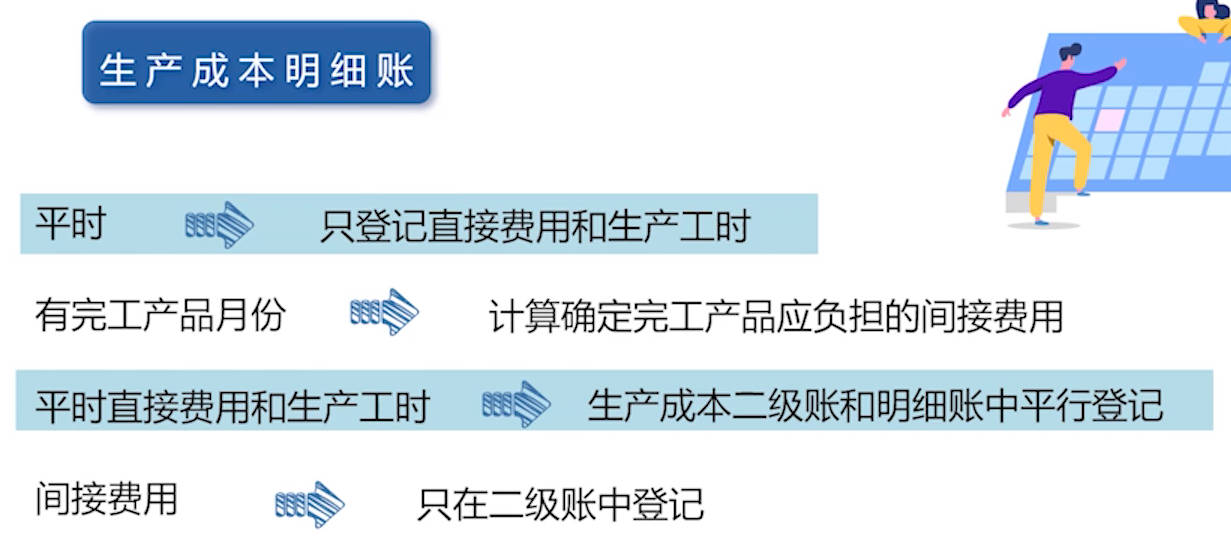 生产成本明细账
平时 只登记直接费用和生产工时
有完工产品月份 计算确定完工产品应负担的间接费用
平时直接费用和生产工时 生产成本二级账和明细账中平行登记
间接费用 只在二级账中登记